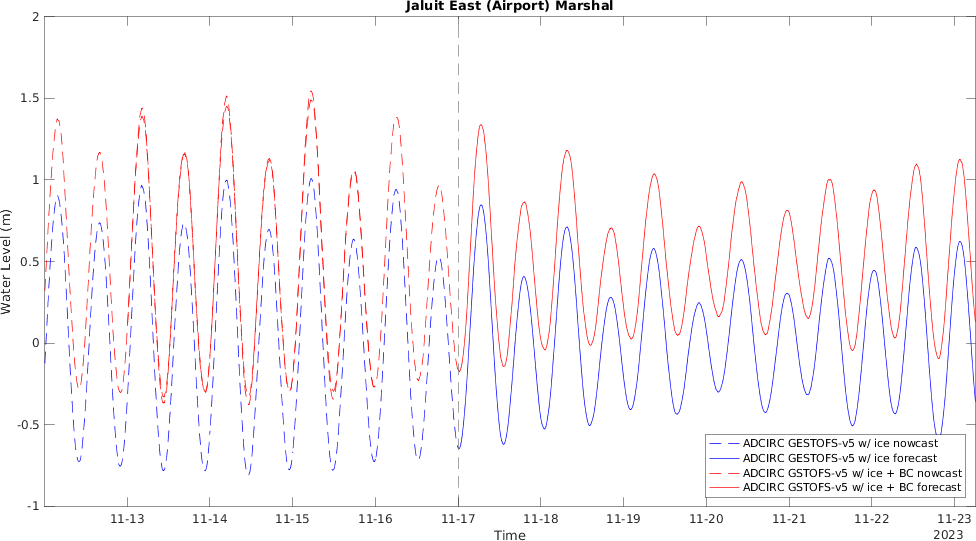 Jaluit East (Airport) Marshal
2
1.5
1
0.5
0
-0.5
-1
Water Level (m)
ADCIRC GESTOFS-v5 w/ ice nowcast
ADCIRC GESTOFS-v5 w/ ice forecast
ADCIRC GSTOFS-v5 w/ ice + BC nowcast
ADCIRC GSTOFS-v5 w/ ice + BC forecast
11-13 11-14 11-15 11-16 11-17 11-18 11-19 11-20 11-21 11-22 11-23
Time 2023